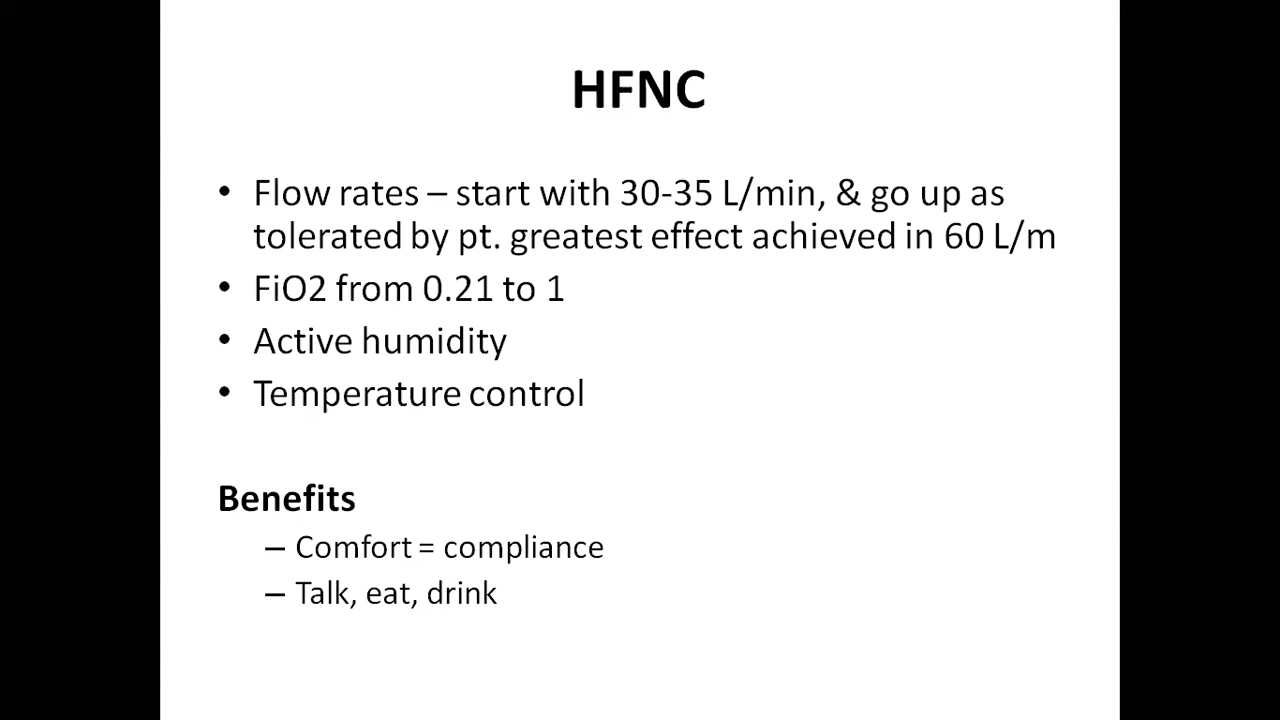 HFNC
• Flow rates – start with 30-35 L/min, & go up as
tolerated by pt. greatest effect achieved in 60 L/m
• FiO2 from 0.21 to 1
• Active humidity
• Temperature control
Benefits
– Comfort = compliance
– Talk, eat, drink